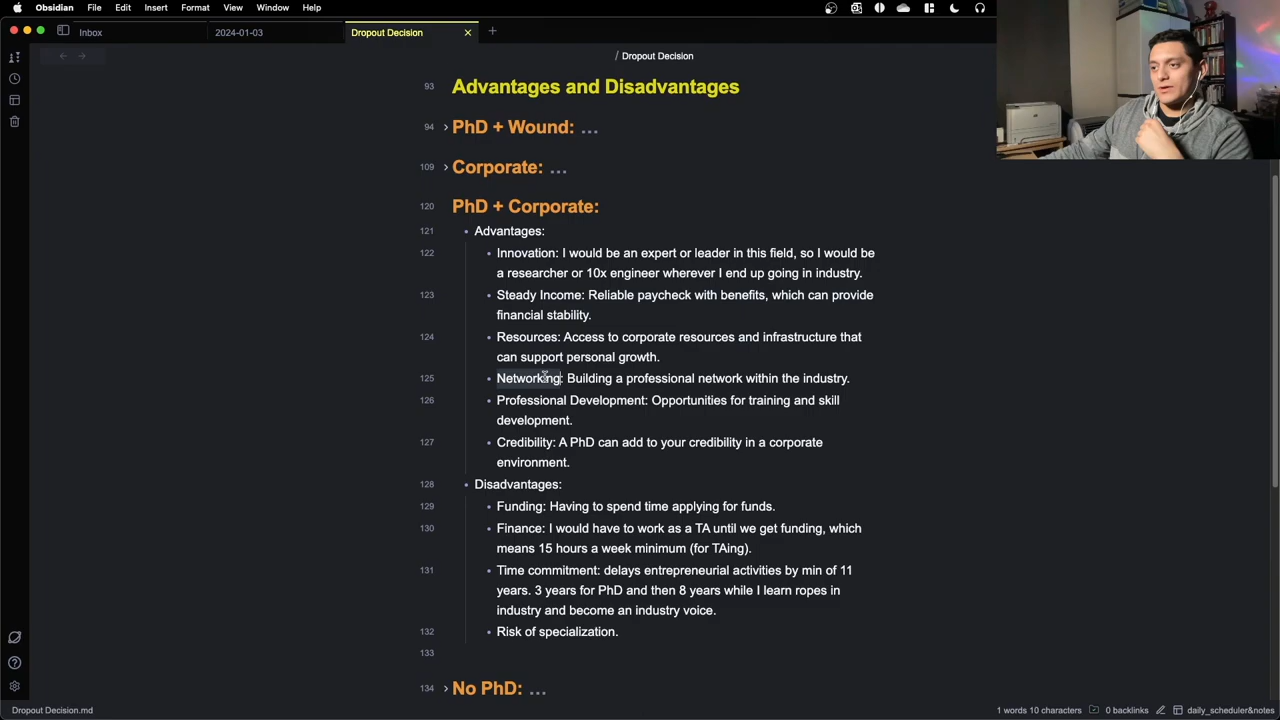 Obsidian File Edit Insert Format View Window Help
Inbox 2024-01-03 Dropout Decision
/ Dropout Decision
93 Advantages and Disadvantages
94 PhD + Wound: ...
109 Corporate: ...
120 PhD + Corporate:
121 Advantages:
122 Innovation: I would be an expert or leader in this field, so I would be
a researcher or 10x engineer wherever I end up going in industry.
123 Steady Income: Reliable paycheck with benefits, which can provide
financial stability.
124 Resources: Access to corporate resources and infrastructure that
can support personal growth.
125 Networking: Building a professional network within the industry.
126 Professional Development: Opportunities for training and skill
development.
127 Credibility: A PhD can add to your credibility in a corporate
environment.
128 Disadvantages:
129 Funding: Having to spend time applying for funds.
130 Finance: I would have to work as a TA until we get funding, which
means 15 hours a week minimum (for TAing).
131 Time commitment: delays entrepreneurial activities by min of 11
years. 3 years for PhD and then 8 years while I learn ropes in
industry and become an industry voice.
132 Risk of specialization.
133
134 No PhD: ...
Dropout Decision.md 1 words 10 characters 0 backlinks daily_scheduler&notes